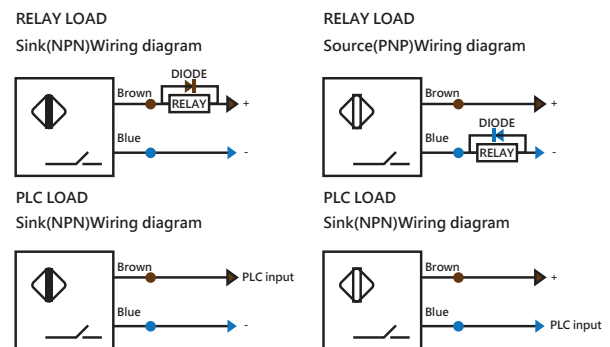 RELAY LOAD
Sink(NPN)Wiring diagram
DIODE
Brown
RELAY
+
Blue
-
RELAY LOAD
Source(PNP)Wiring diagram
Brown
+
DIODE
Blue
RELAY
-
PLC LOAD
Sink(NPN)Wiring diagram
Brown
PLC input
Blue
-
PLC LOAD
Sink(NPN)Wiring diagram
Brown
+
Blue
PLC input